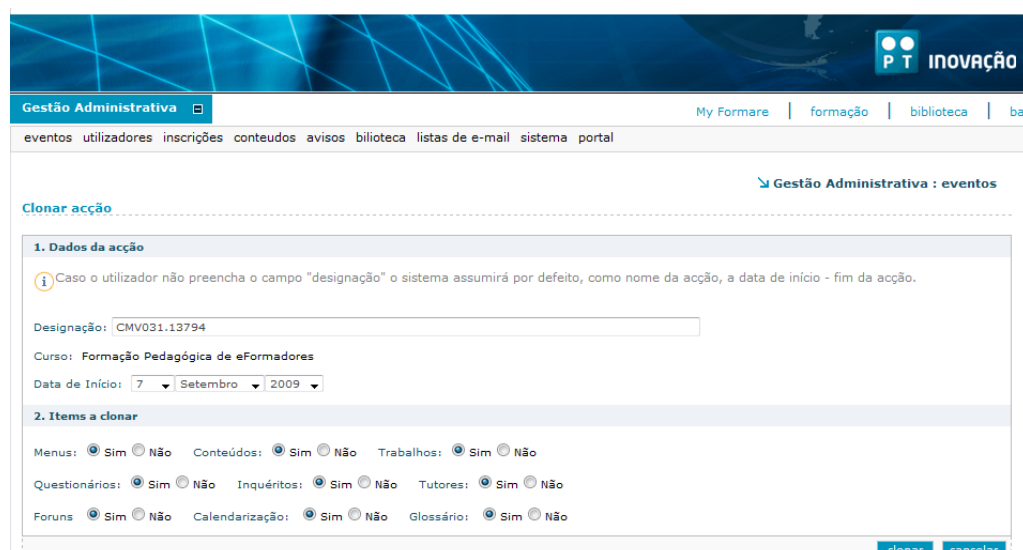 PT INOVAÇÃO
Gestão Administrativa
My Formare | formação | biblioteca |
eventos utilizadores inscrições conteudos avisos bilioteca listas de e-mail sistema portal
Gestão Administrativa : eventos
Clonar acção
1. Dados da acção
i Caso o utilizador não preencha o campo "designação" o sistema assumirá por defeito, como nome da acção, a data de início - fim da acção.
Designação: CMV031.13794
Curso: Formação Pedagógica de eFormadores
Data de Início: 7 Setembro 2009
2. Items a clonar
Menus: Sim Não Conteúdos: Sim Não Trabalhos: Sim Não
Questionários: Sim Não Inquéritos: Sim Não Tutores: Sim Não
Foruns Sim Não Calendarização: Sim Não Glossário: Sim Não
clonar cancelar